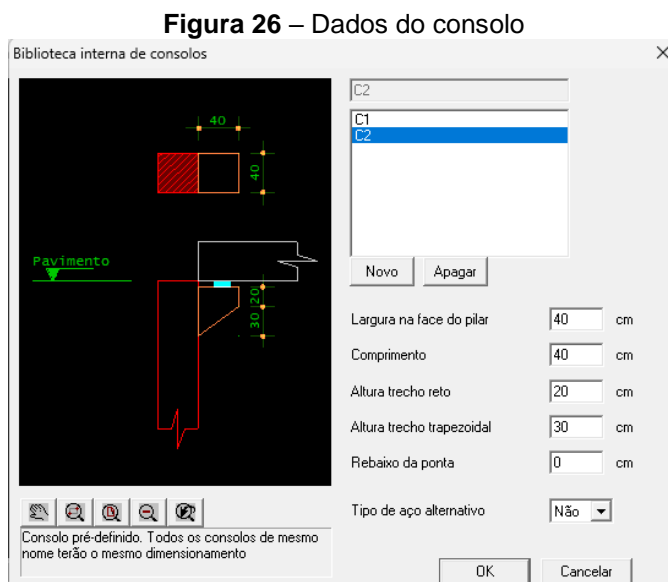 Figura 26 – Dados do consolo
Biblioteca interna de consolos
40
40
Pavimento
20
30
C2
C1
C2
Novo Apagar
Largura na face do pilar 40 cm
Comprimento 40 cm
Altura trecho reto 20 cm
Altura trecho trapezoidal 30 cm
Rebaixo da ponta 0 cm
Tipo de aço alternativo Não
Consolo pré-definido. Todos os consolos de mesmo
nome terão o mesmo dimensionamento
OK Cancelar